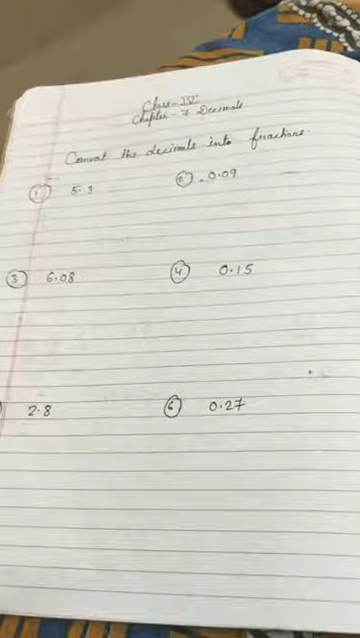 Class - IV
Chapter - 7 Decimals
Convat the decimals into fractions.
① 5.3 ② 0.09
③ 6.08 ④ 0.15
2.8 ⑥ 0.27